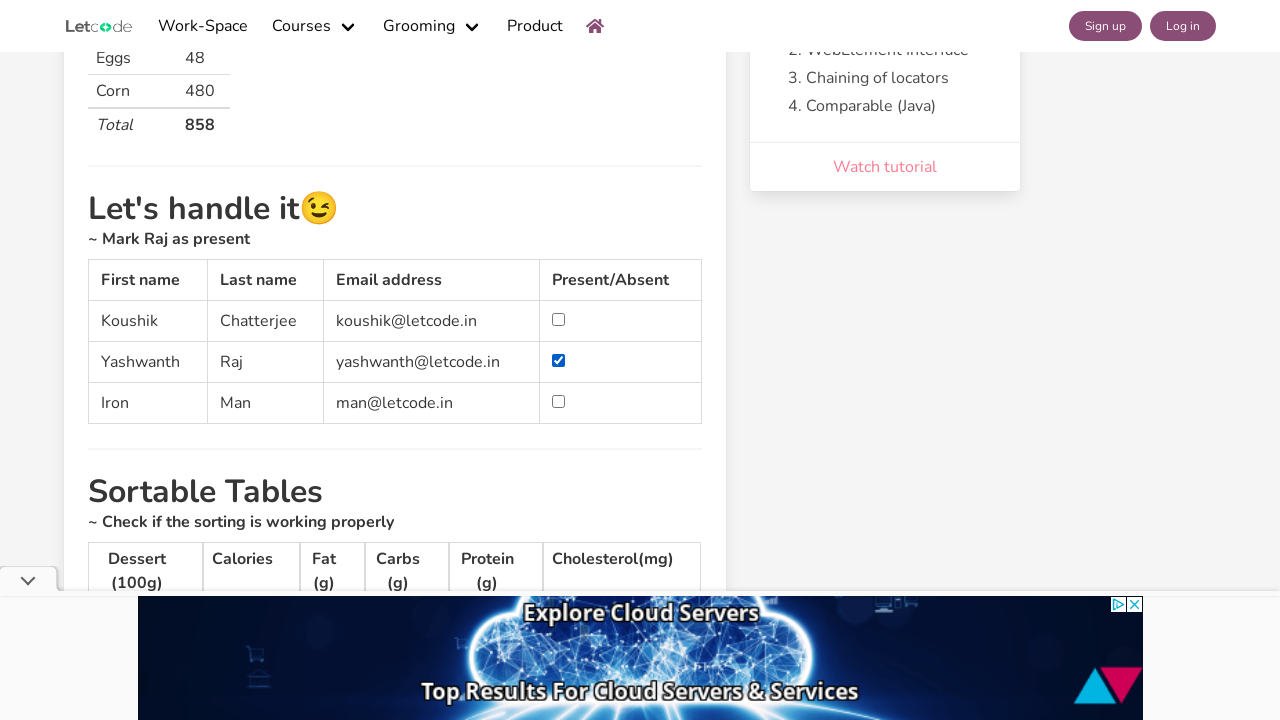 Letcode Work-Space Courses Grooming Product Sign up Log in
Eggs 48
Corn 480
Total 858
2. WebElement Interface
3. Chaining of locators
4. Comparable (Java)
Watch tutorial
Let's handle it😉
~ Mark Raj as present
First name Last name Email address Present/Absent
Koushik Chatterjee koushik@letcode.in
Yashwanth Raj yashwanth@letcode.in
Iron Man man@letcode.in
Sortable Tables
~ Check if the sorting is working properly
Dessert Calories Fat Carbs Protein Cholesterol(mg)
(100g) (g) (g) (g)
Explore Cloud Servers
Top Results For Cloud Servers & Services